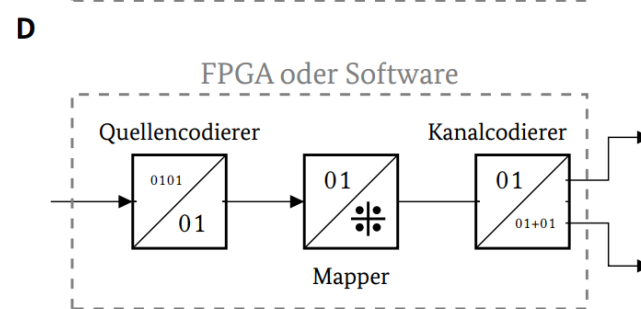 D
FPGA oder Software
Quellencodierer
Kanalcodierer
0101
01
01
01
01+01
Mapper